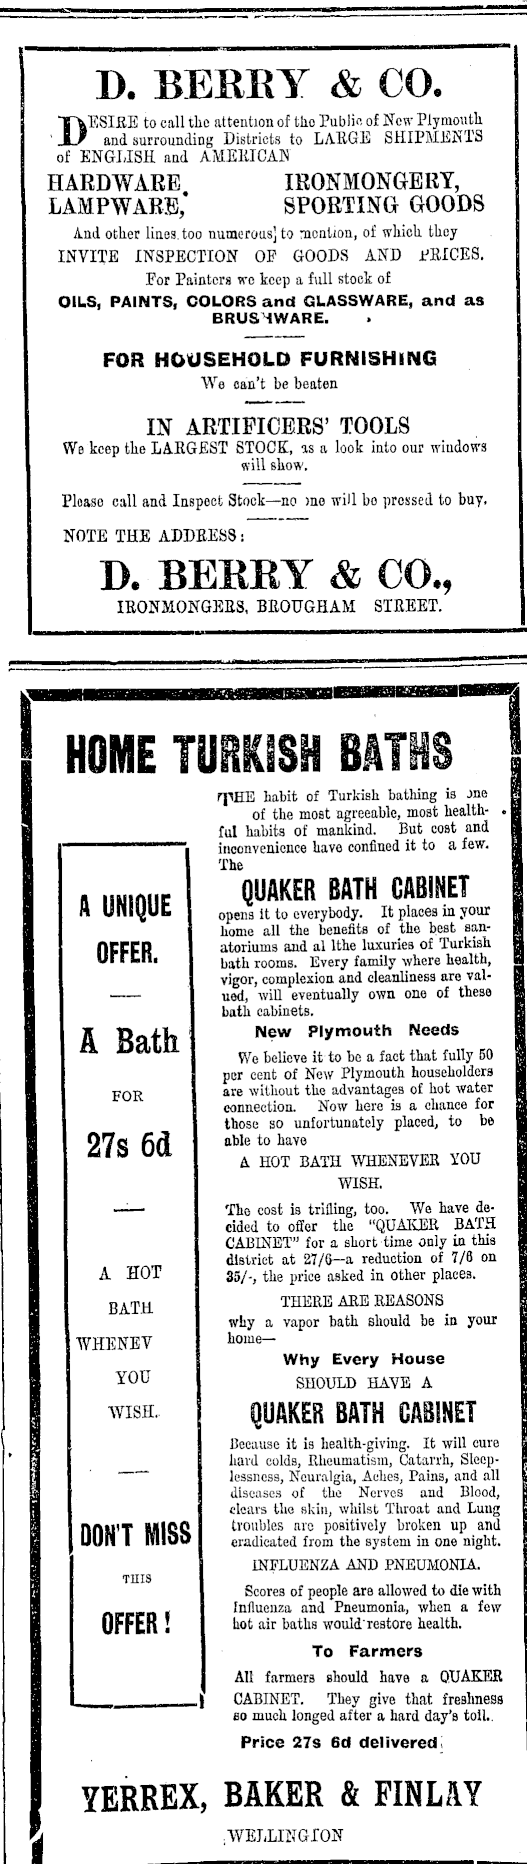 D. BERRY & CO.
DESIRE to call the attention of the Public of New Plymouth
and surrounding Districts to LARGE SHIPMENTS
of ENGLISH and AMERICAN
HARDWARE, IRONMONGERY,
LAMPWARE, SPORTING GOODS
And other lines too numerous to mention, of which they
INVITE INSPECTION OF GOODS AND PRICES.
For Painters we keep a full stock of
OILS, PAINTS, COLORS and GLASSWARE, and as
BRUSHWARE.
FOR HOUSEHOLD FURNISHING
We can't be beaten
IN ARTIFICERS' TOOLS
We keep the LARGEST STOCK, as a look into our windows
will show.
Please call and Inspect Stock—no one will be pressed to buy.
NOTE THE ADDRESS:
D. BERRY & CO.,
IRONMONGERS, BROUGHAM STREET.
HOME TURKISH BATHS
A UNIQUE
OFFER.
A Bath
FOR
27s 6d
A HOT
BATH
WHENEV
YOU
WISH.
DON'T MISS
THIS
OFFER!
THE habit of Turkish bathing is one
of the most agreeable, most health-
ful habits of mankind. But cost and
inconvenience have confined it to a few.
The
QUAKER BATH CABINET
opens it to everybody. It places in your
home all the benefits of the best san-
atoriums and al lthe luxuries of Turkish
bath rooms. Every family where health,
vigor, complexion and cleanliness are val-
ued, will eventually own one of these
bath cabinets.
New Plymouth Needs
We believe it to be a fact that fully 50
per cent of New Plymouth householders
are without the advantages of hot water
connection. Now here is a chance for
those so unfortunately placed, to be
able to have
A HOT BATH WHENEVER YOU
WISH.
The cost is trifling, too. We have de-
cided to offer the "QUAKER BATH
CABINET" for a short time only in this
district at 27/6—a reduction of 7/6 on
35/-, the price asked in other places.
THERE ARE REASONS
why a vapor bath should be in your
home—
Why Every House
SHOULD HAVE A
QUAKER BATH CABINET
Because it is health-giving. It will cure
hard colds, Rheumatism, Catarrh, Sleep-
lessness, Neuralgia, Aches, Pains, and all
diseases of the Nerves and Blood,
clears the skin, whilst Throat and Lung
troubles are positively broken up and
eradicated from the system in one night.
INFLUENZA AND PNEUMONIA.
Scores of people are allowed to die with
Influenza and Pneumonia, when a few
hot air baths would restore health.
To Farmers
All farmers should have a QUAKER
CABINET. They give that freshness
so much longed after a hard day's toil.
Price 27s 6d delivered
YERREX, BAKER & FINLAY
WELLINGTON